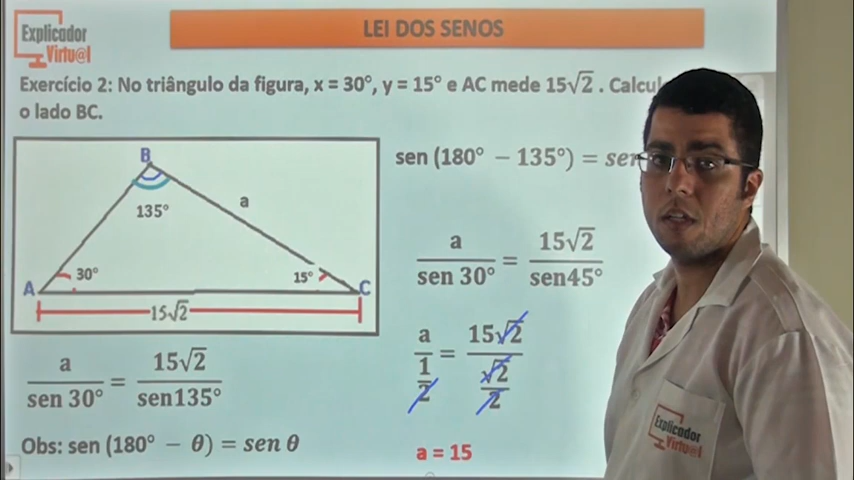 Explicador
Virtu@l
LEI DOS SENOS
Exercício 2: No triângulo da figura, x = 30°, y = 15° e AC mede 15√2 . Calcul
o lado BC.
B
135°
a
A
30°
15°
C
15√2
a/sen 30° = 15√2/sen135°
Obs: sen (180° − θ) = sen θ
sen (180° − 135°) = sen
a/sen 30° = 15√2/sen45°
a/(1/2) = 15√2/(√2/2)
a = 15
Explicador
Virtu@l